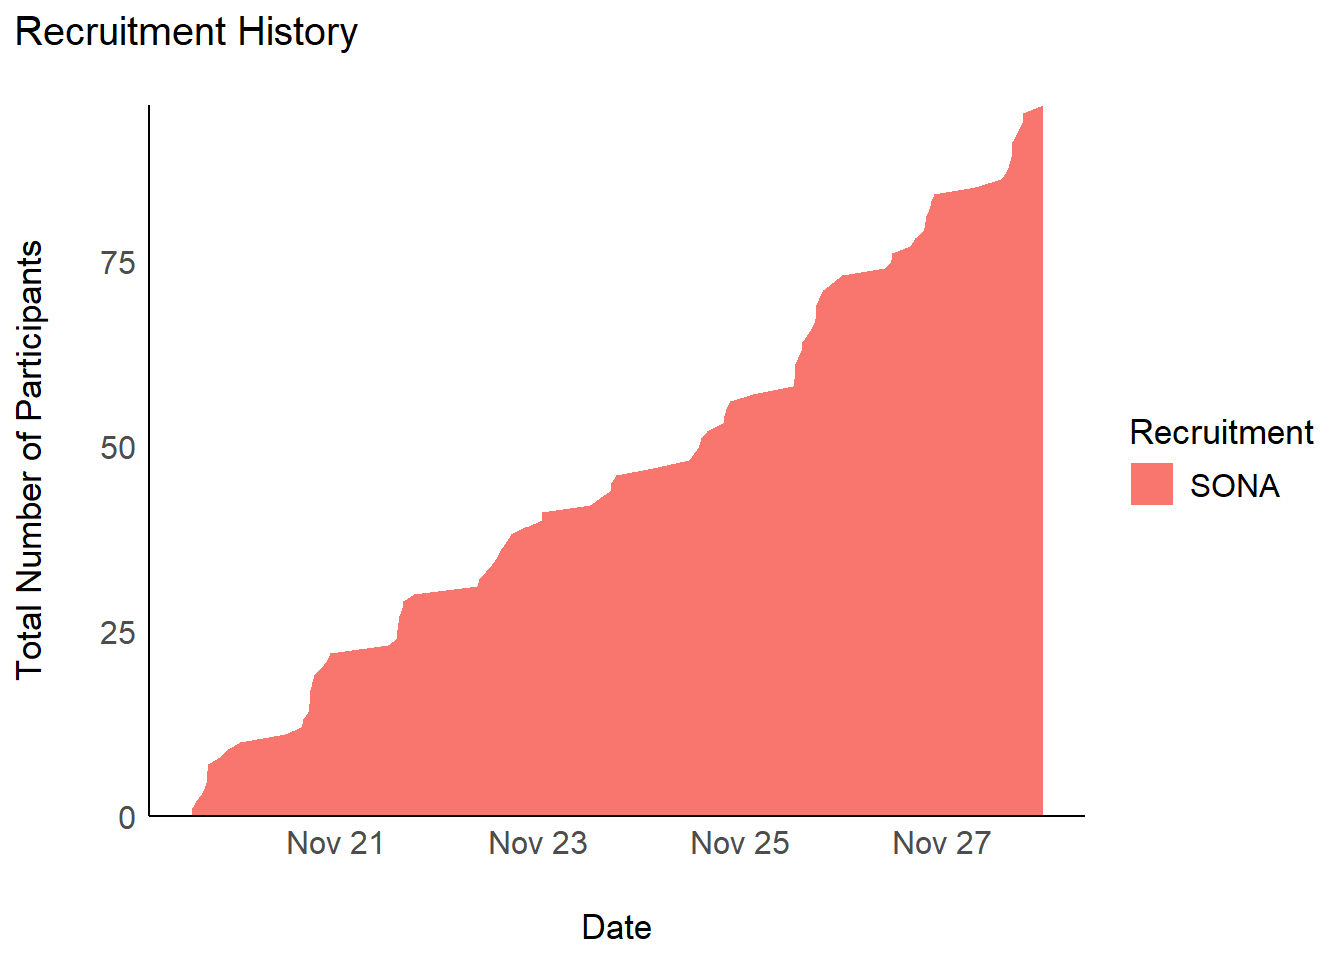 Recruitment History
Total Number of Participants
75
50
25
0
Nov 21
Nov 23
Nov 25
Nov 27
Date
Recruitment
SONA